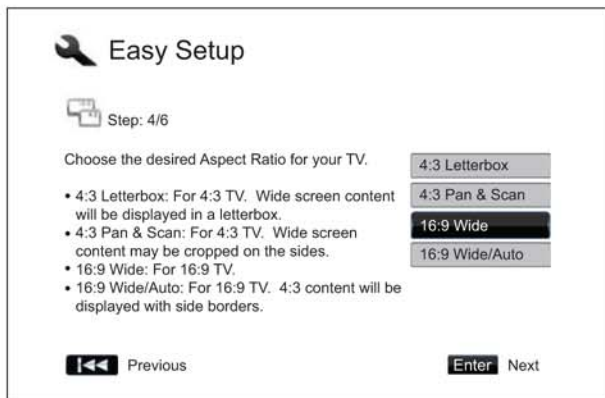 Easy Setup
Step: 4/6
Choose the desired Aspect Ratio for your TV.
• 4:3 Letterbox: For 4:3 TV. Wide screen content
will be displayed in a letterbox.
• 4:3 Pan & Scan: For 4:3 TV. Wide screen
content may be cropped on the sides.
• 16:9 Wide: For 16:9 TV.
• 16:9 Wide/Auto: For 16:9 TV. 4:3 content will be
displayed with side borders.
4:3 Letterbox
4:3 Pan & Scan
16:9 Wide
16:9 Wide/Auto
Previous
Enter Next